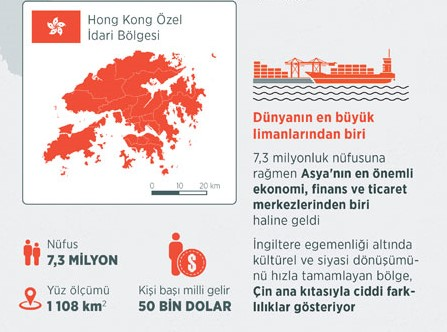 Hong Kong Özel
İdari Bölgesi
0 10 20 km
Nüfus
7,3 MİLYON
Yüz ölçümü
1 108 km²
Kişi başı milli gelir
50 BİN DOLAR
Dünyanın en büyük
limanlarından biri
7,3 milyonluk nüfusuna
rağmen Asya'nın en önemli
ekonomi, finans ve ticaret
merkezlerinden biri
haline geldi
İngiltere egemenliği altında
kültürel ve siyasi dönüşümü-
nü hızla tamamlayan bölge,
Çin ana kıtasıyla ciddi fark-
lılıklar gösteriyor